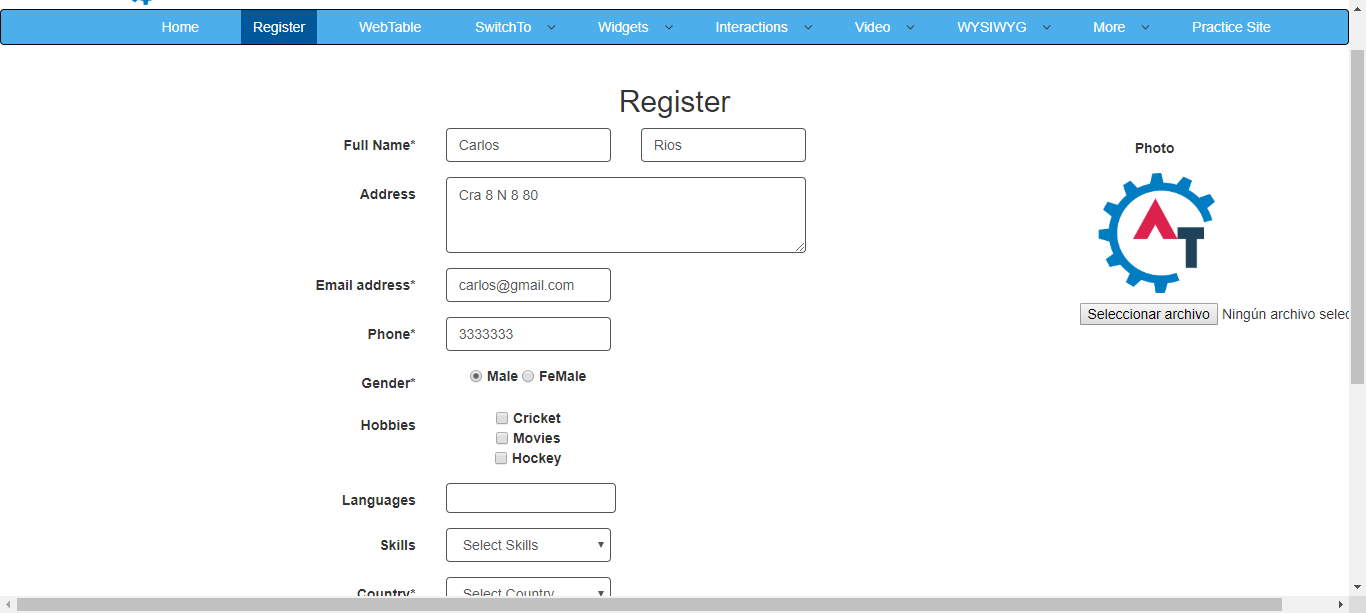 Home Register WebTable SwitchTo Widgets Interactions Video WYSIWYG More Practice Site
Register
Full Name* Carlos Rios
Photo
Address Cra 8 N 8 80
AT
Email address* carlos@gmail.com
Seleccionar archivo Ningún archivo selec
Phone* 3333333
Gender* Male FeMale
Hobbies Cricket
Movies
Hockey
Languages
Skills Select Skills
Country* Select Country